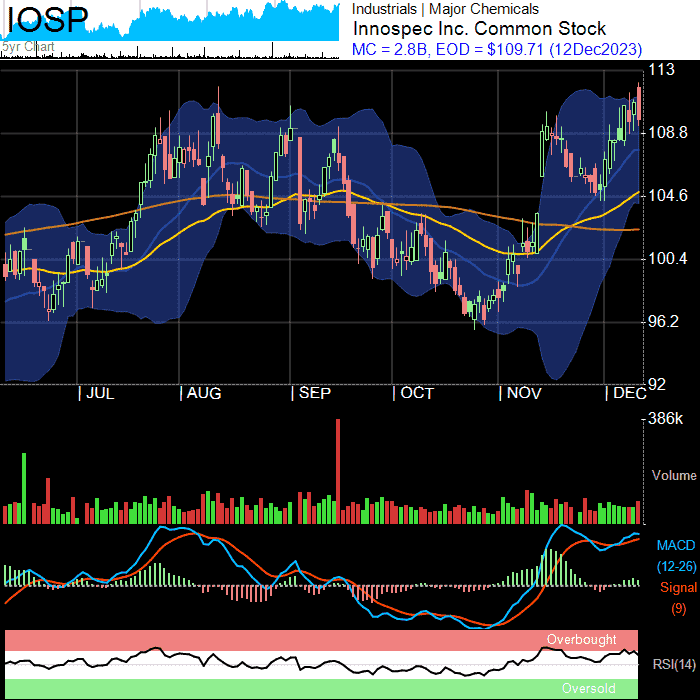 IOSP
5yr Chart
Industrials | Major Chemicals
Innospec Inc. Common Stock
MC = 2.8B, EOD = $109.71 (12Dec2023)
113
108.8
104.6
100.4
96.2
92
| JUL | AUG | SEP | OCT | NOV | DEC
386k
Volume
MACD
(12-26)
Signal
(9)
Overbought
RSI(14)
Oversold